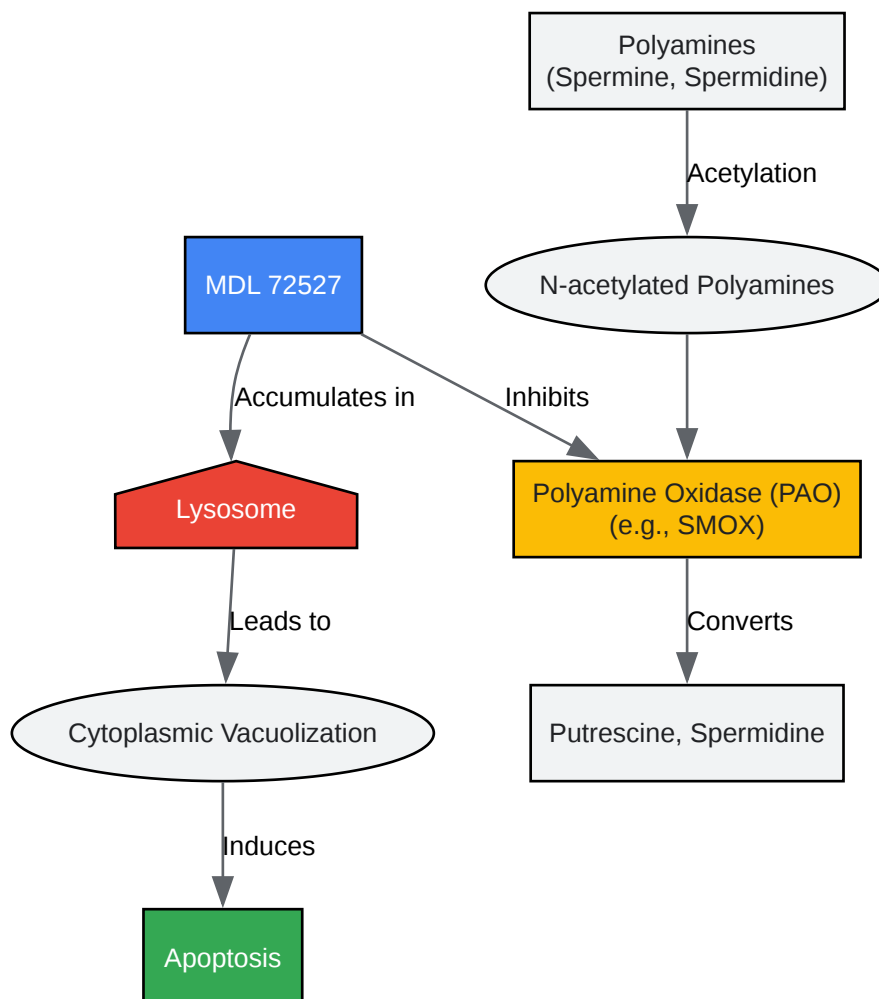 Polyamines
(Spermine, Spermidine)
Acetylation
MDL 72527
N-acetylated Polyamines
Accumulates in
Inhibits
Lysosome
Polyamine Oxidase (PAO)
(e.g., SMOX)
Leads to
Converts
Cytoplasmic Vacuolization
Putrescine, Spermidine
Induces
Apoptosis